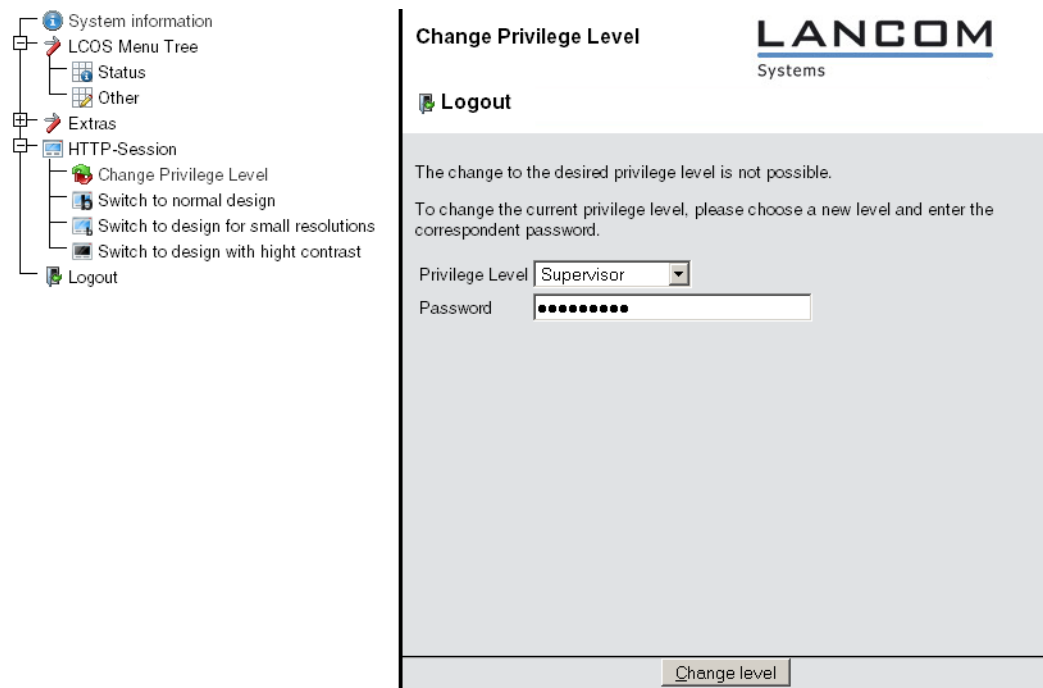 System information
LCOS Menu Tree
Status
Other
Extras
HTTP-Session
Change Privilege Level
Switch to normal design
Switch to design for small resolutions
Switch to design with hight contrast
Logout
Change Privilege Level
LANCOM
Systems
Logout
The change to the desired privilege level is not possible.
To change the current privilege level, please choose a new level and enter the
correspondent password.
Privilege Level Supervisor
Password ●●●●●●●●●
Change level